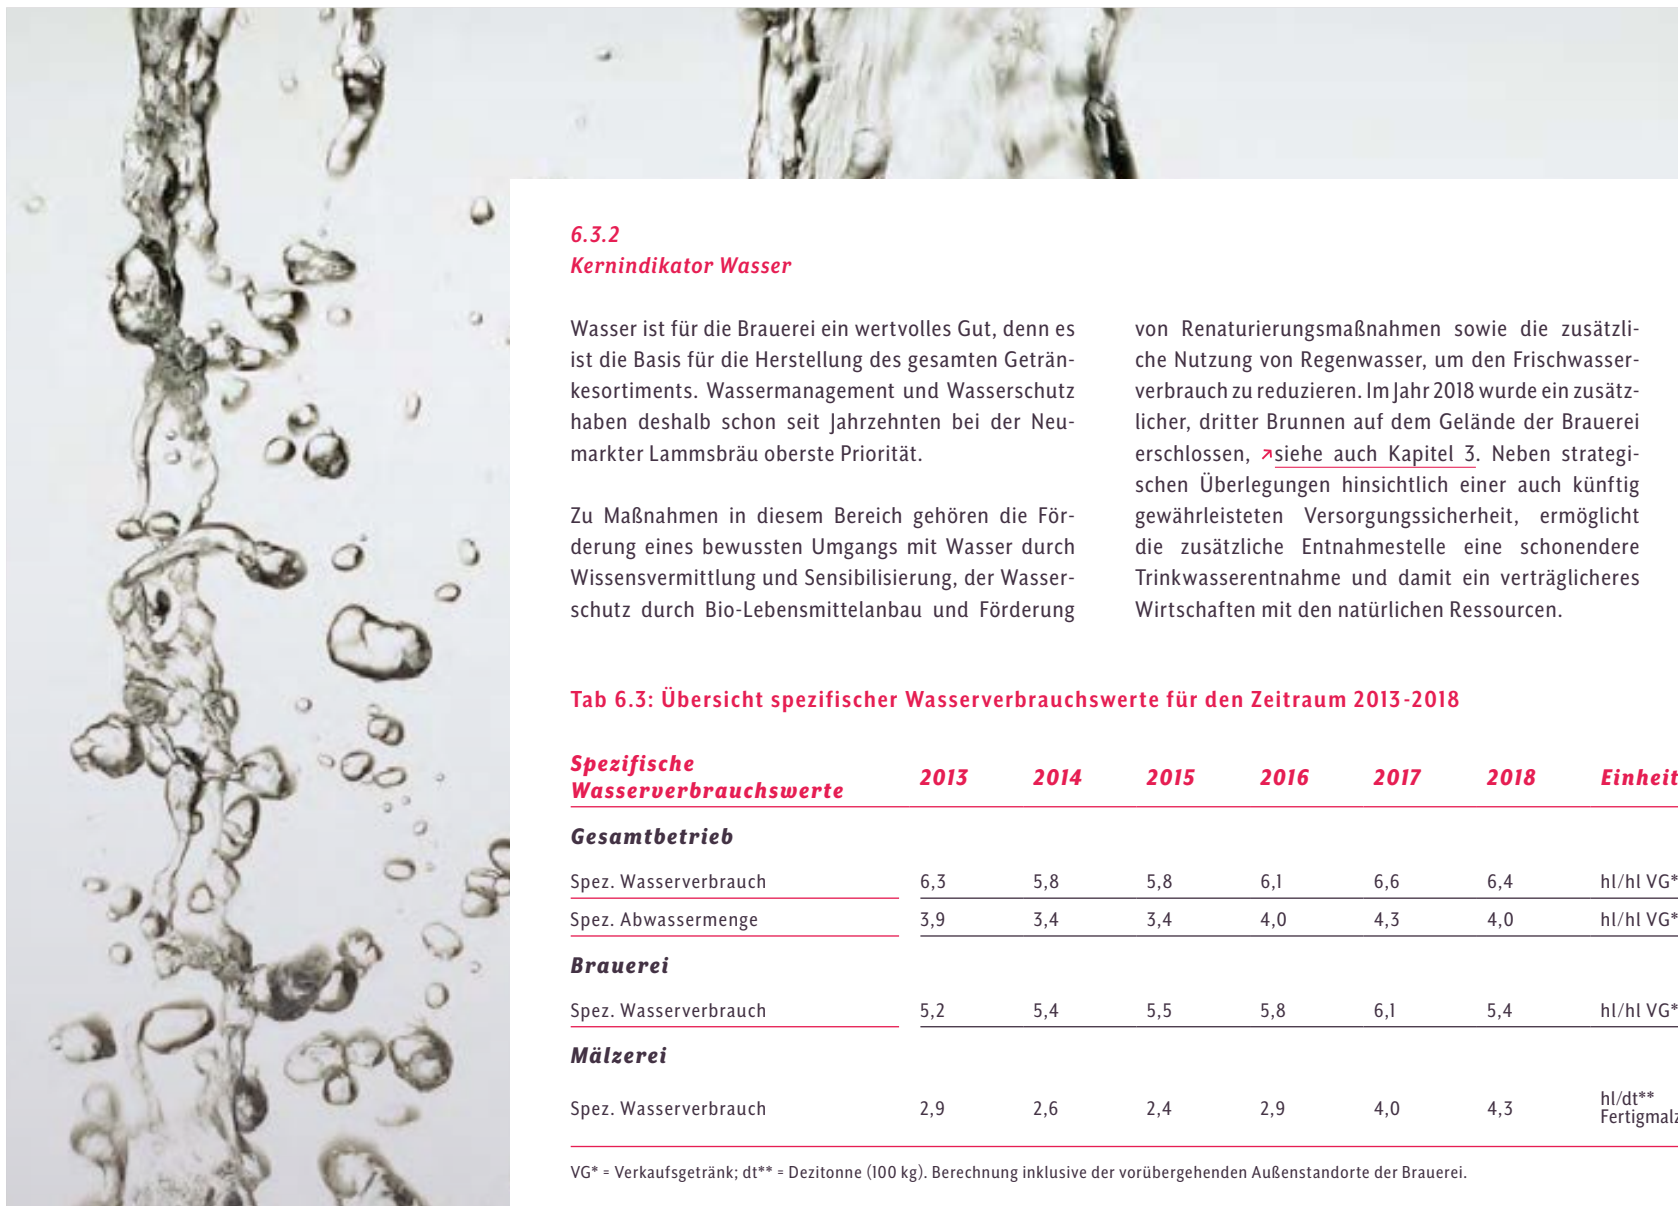 6.3.2
Kernindikator Wasser
Wasser ist für die Brauerei ein wertvolles Gut, denn es
ist die Basis für die Herstellung des gesamten Geträn-
kesortiments. Wassermanagement und Wasserschutz
haben deshalb schon seit Jahrzehnten bei der Neu-
markter Lammsbräu oberste Priorität.
Zu Maßnahmen in diesem Bereich gehören die För-
derung eines bewussten Umgangs mit Wasser durch
Wissensvermittlung und Sensibilisierung, der Wasser-
schutz durch Bio-Lebensmittelanbau und Förderung
von Renaturierungsmaßnahmen sowie die zusätzli-
che Nutzung von Regenwasser, um den Frischwasser-
verbrauch zu reduzieren. Im Jahr 2018 wurde ein zusätz-
licher, dritter Brunnen auf dem Gelände der Brauerei
erschlossen, ↗siehe auch Kapitel 3. Neben strategi-
schen Überlegungen hinsichtlich einer auch künftig
gewährleisteten Versorgungssicherheit, ermöglicht
die zusätzliche Entnahmestelle eine schonendere
Trinkwasserentnahme und damit ein verträglicheres
Wirtschaften mit den natürlichen Ressourcen.
Tab 6.3: Übersicht spezifischer Wasserverbrauchswerte für den Zeitraum 2013-2018
Spezifische
Wasserverbrauchswerte 2013 2014 2015 2016 2017 2018 Einheit
Gesamtbetrieb
Spez. Wasserverbrauch 6,3 5,8 5,8 6,1 6,6 6,4 hl/hl VG*
Spez. Abwassermenge 3,9 3,4 3,4 4,0 4,3 4,0 hl/hl VG*
Brauerei
Spez. Wasserverbrauch 5,2 5,4 5,5 5,8 6,1 5,4 hl/hl VG*
Mälzerei
Spez. Wasserverbrauch 2,9 2,6 2,4 2,9 4,0 4,3 hl/dt**
Fertigmalz
VG* = Verkaufsgetränk; dt** = Dezitonne (100 kg). Berechnung inklusive der vorübergehenden Außenstandorte der Brauerei.